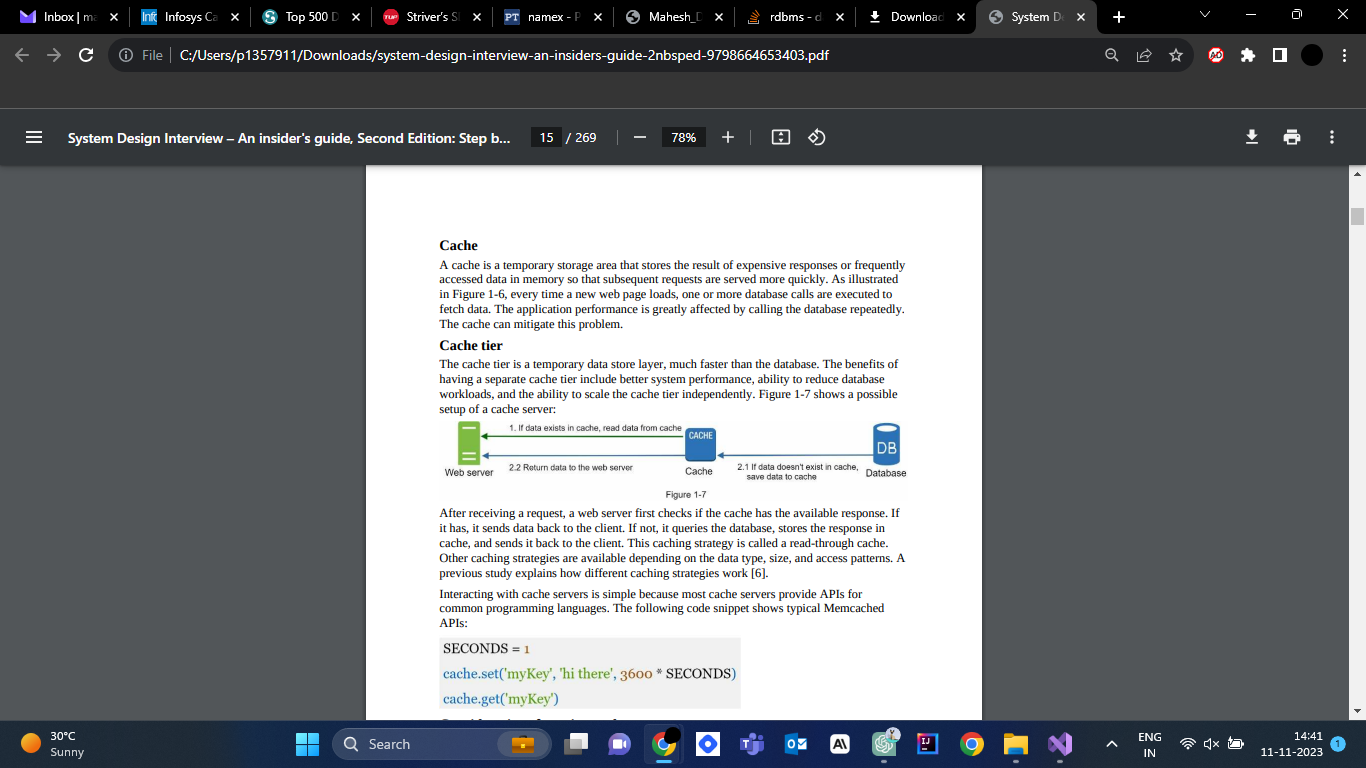 Inbox | ma
Infosys Ca
Top 500 D
Striver's S
namex - P
Mahesh_D
rdbms - d
Download
System D
File
C:/Users/p1357911/Downloads/system-design-interview-an-insiders-guide-2nbsped-9798664653403.pdf
System Design Interview – An insider's guide, Second Edition: Step b...
15 / 269
78%
Cache
A cache is a temporary storage area that stores the result of expensive responses or frequently
accessed data in memory so that subsequent requests are served more quickly. As illustrated
in Figure 1-6, every time a new web page loads, one or more database calls are executed to
fetch data. The application performance is greatly affected by calling the database repeatedly.
The cache can mitigate this problem.
Cache tier
The cache tier is a temporary data store layer, much faster than the database. The benefits of
having a separate cache tier include better system performance, ability to reduce database
workloads, and the ability to scale the cache tier independently. Figure 1-7 shows a possible
setup of a cache server:
1. If data exists in cache, read data from cache
CACHE
DB
2.2 Return data to the web server
2.1 If data doesn't exist in cache,
save data to cache
Web server
Cache
Database
Figure 1-7
After receiving a request, a web server first checks if the cache has the available response. If
it has, it sends data back to the client. If not, it queries the database, stores the response in
cache, and sends it back to the client. This caching strategy is called a read-through cache.
Other caching strategies are available depending on the data type, size, and access patterns. A
previous study explains how different caching strategies work [6].
Interacting with cache servers is simple because most cache servers provide APIs for
common programming languages. The following code snippet shows typical Memcached
APIs:
SECONDS = 1
cache.set('myKey', 'hi there', 3600 * SECONDS)
cache.get('myKey')
30°C
Sunny
Search
ENG
IN
14:41
11-11-2023
1